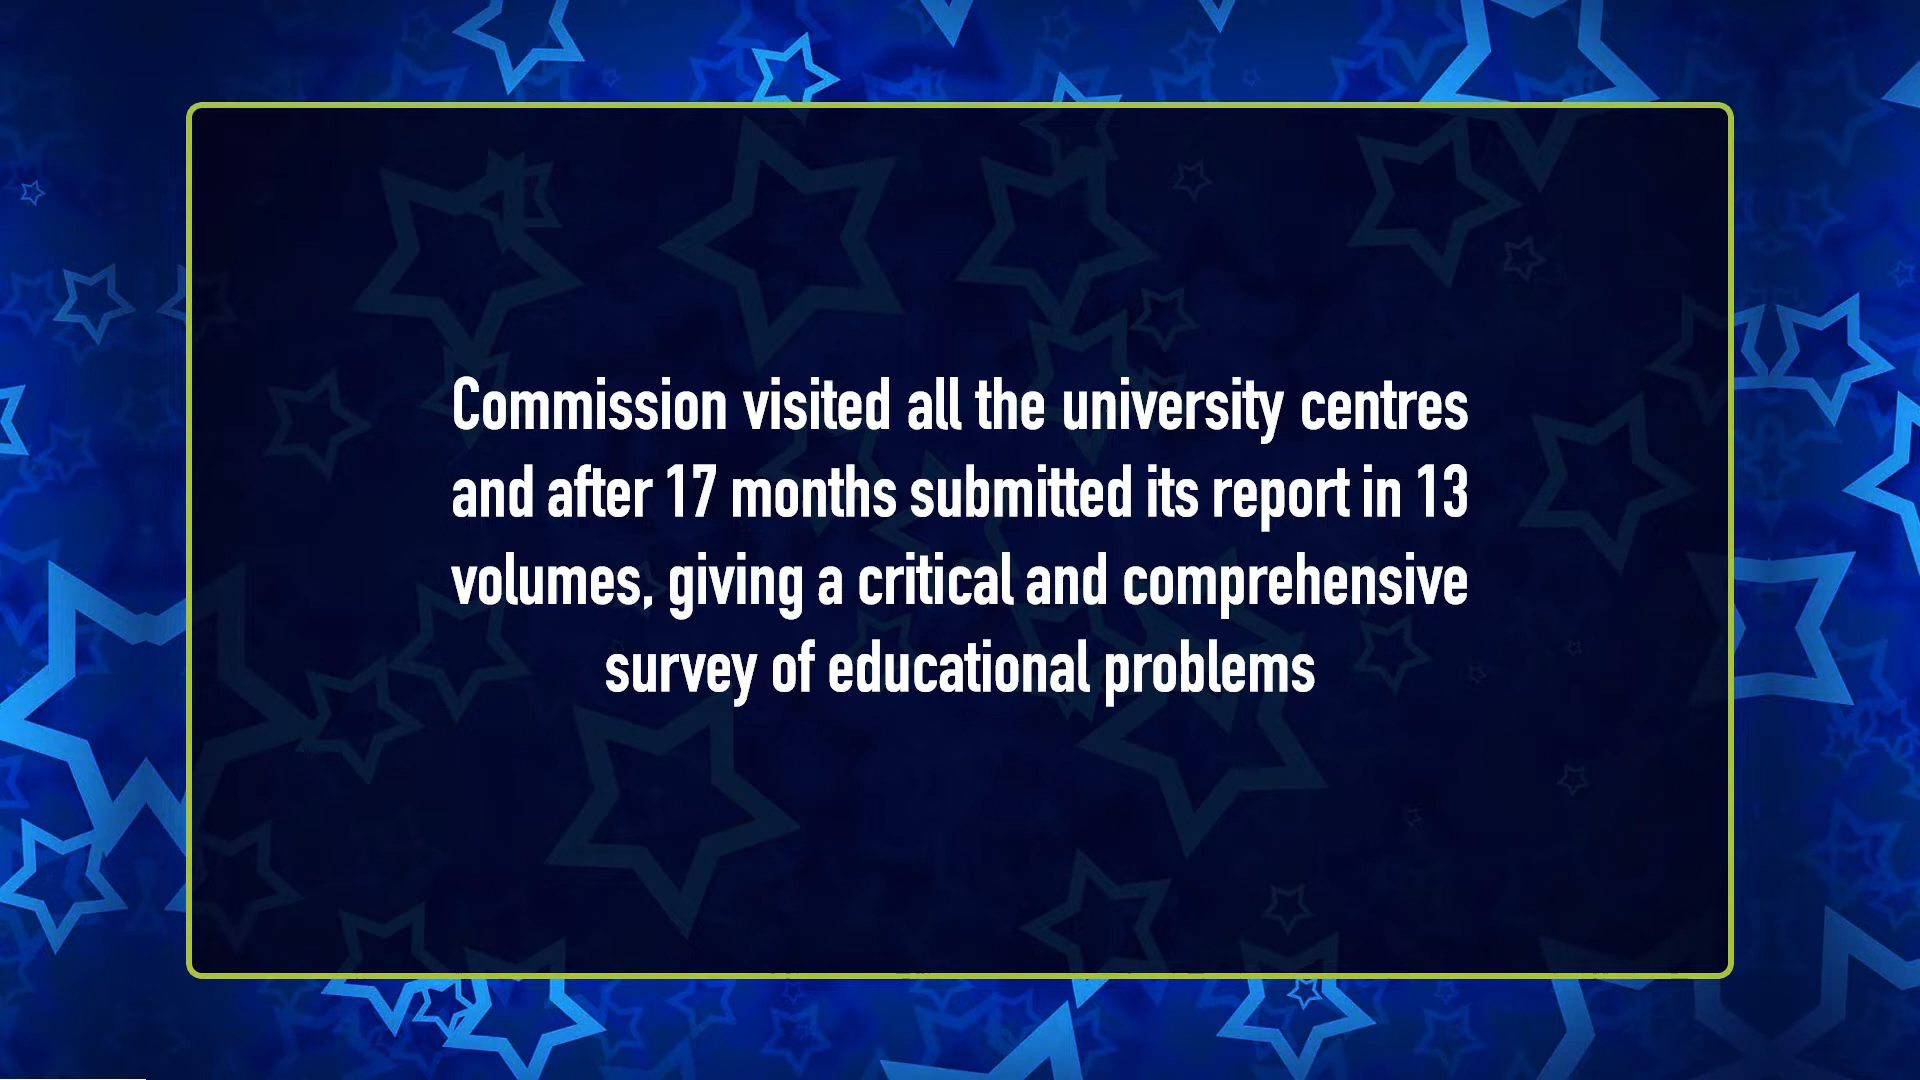 Commission visited all the university centres
and after 17 months submitted its report in 13
volumes, giving a critical and comprehensive
survey of educational problems